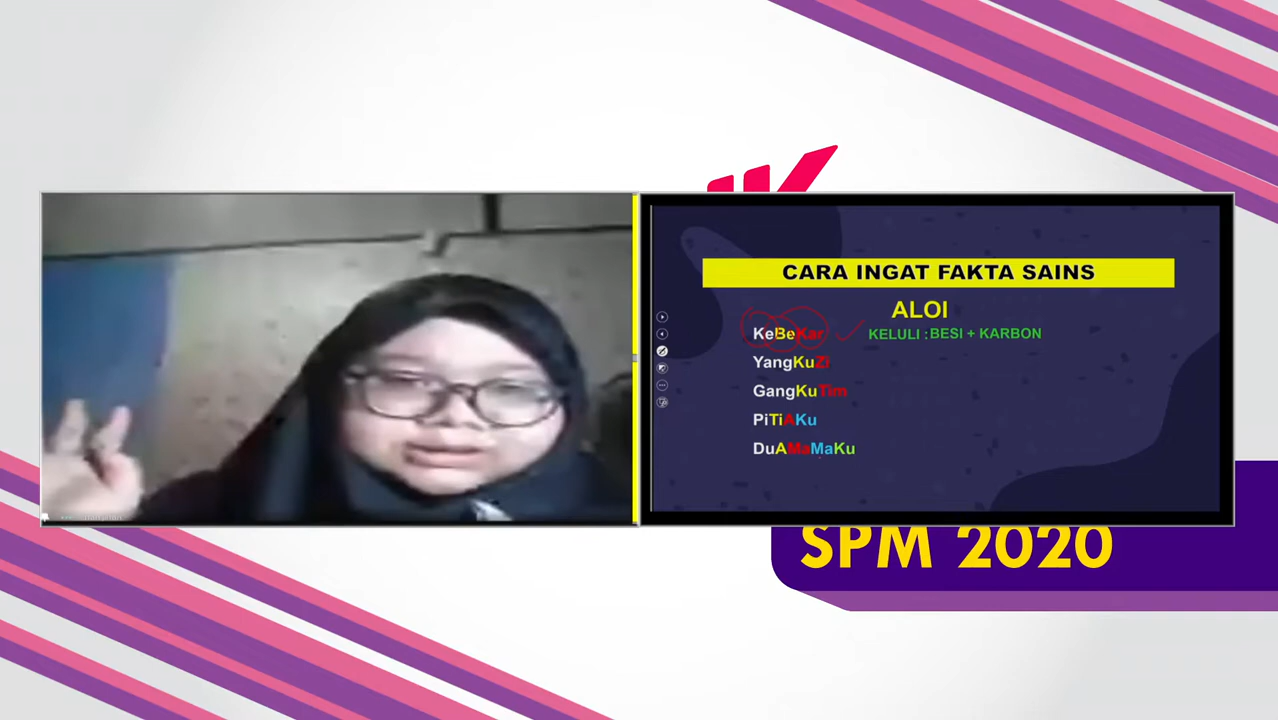 CARA INGAT FAKTA SAINS
ALOI
KeBeKar KELULI : BESI + KARBON
YangKuZi
GangKuTim
PiTiAKu
DuAMaMaKu
SPM 2020